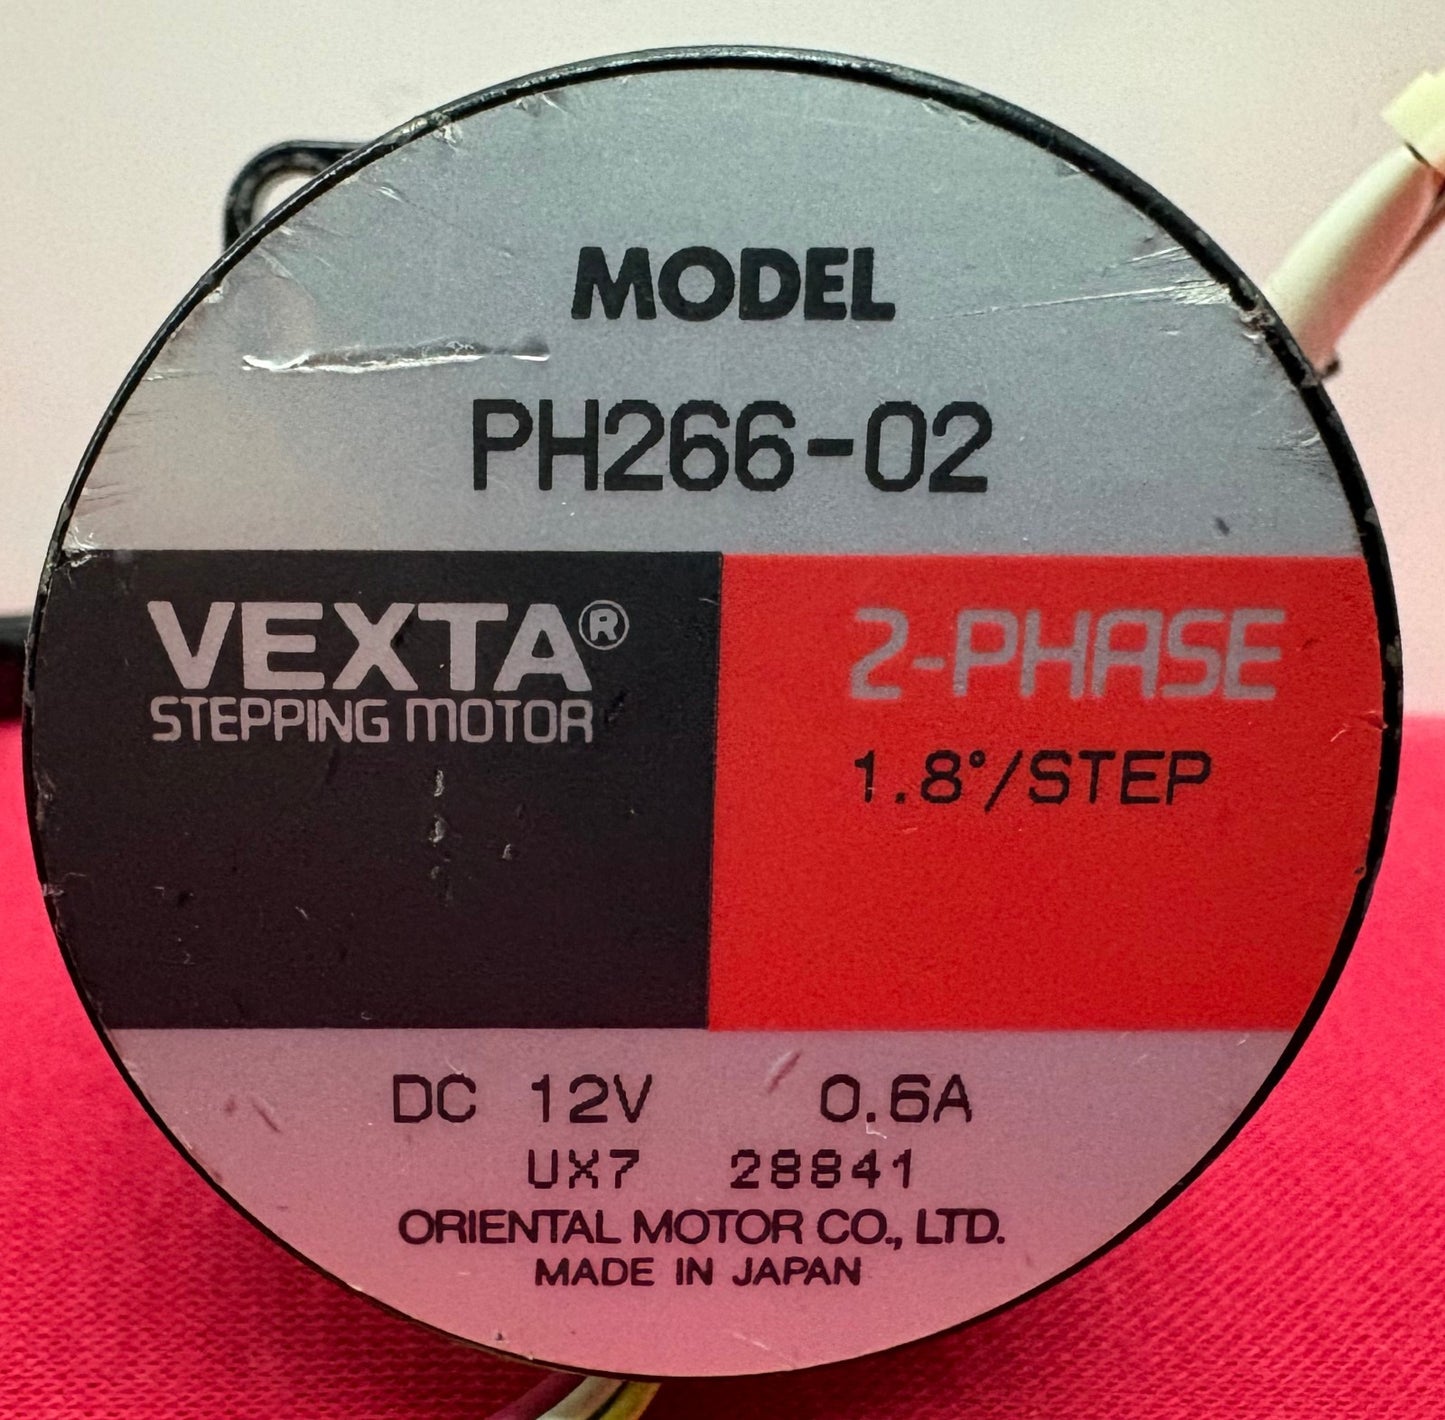 MODEL
PH266-02
VEXTA®
STEPPING MOTOR
2-PHASE
1.8°/STEP
DC 12V 0.6A
UX7 28841
ORIENTAL MOTOR CO., LTD.
MADE IN JAPAN